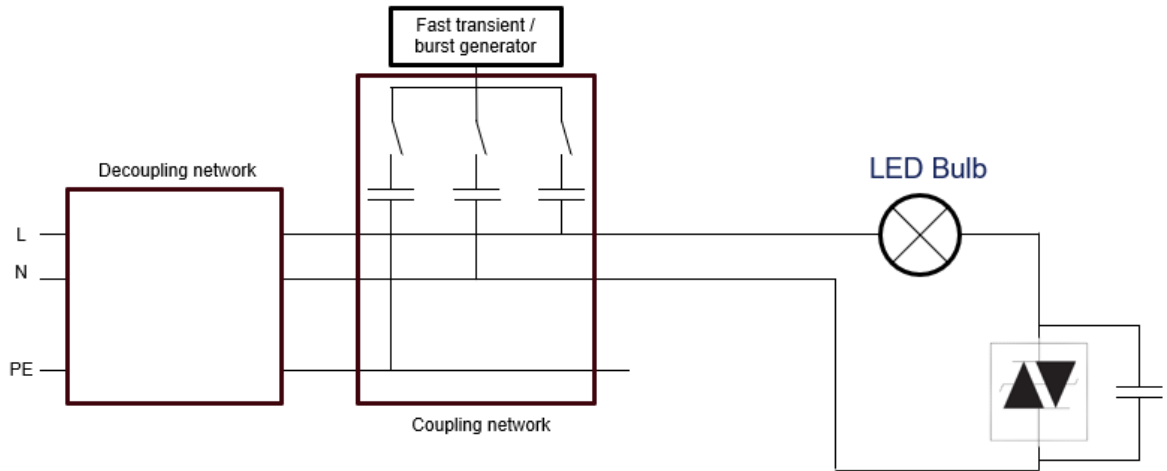 Fast transient /
burst generator
Decoupling network
LED Bulb
L
N
PE
Coupling network